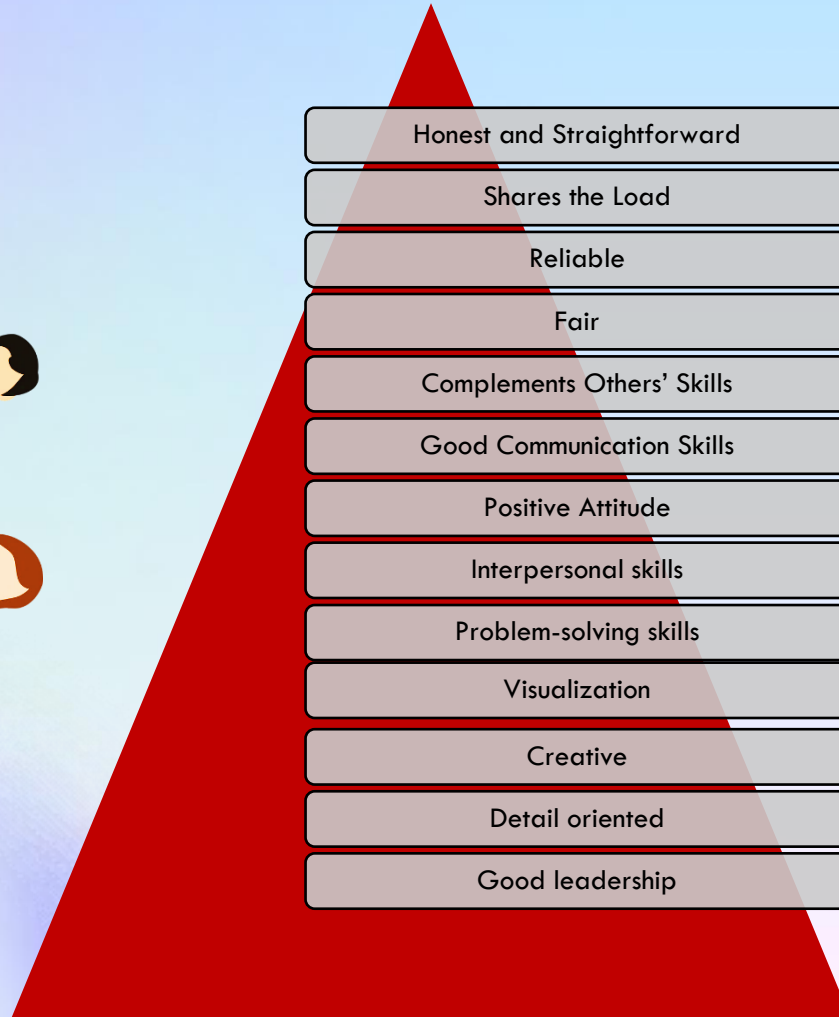 Honest and Straightforward
Shares the Load
Reliable
Fair
Complements Others’ Skills
Good Communication Skills
Positive Attitude
Interpersonal skills
Problem-solving skills
Visualization
Creative
Detail oriented
Good leadership